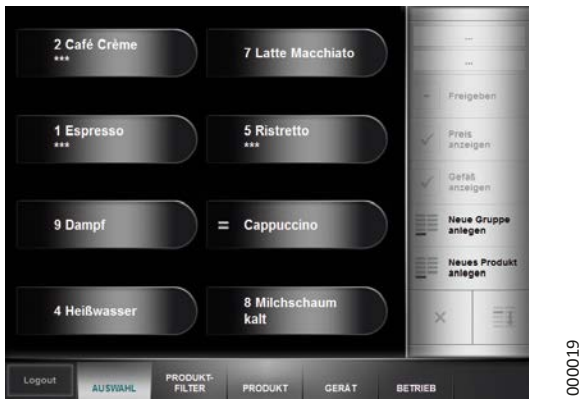 2 Café Crème
***
7 Latte Macchiato
1 Espresso
***
5 Ristretto
***
9 Dampf
= Cappuccino
4 Heißwasser
8 Milchschaum
kalt
...
...
- Freigeben
Preis
anzeigen
Gefäß
anzeigen
Neue Gruppe
anlegen
Neues Produkt
anlegen
Logout
AUSWAHL
PRODUKT-
FILTER
PRODUKT
GERÄT
BETRIEB
000019